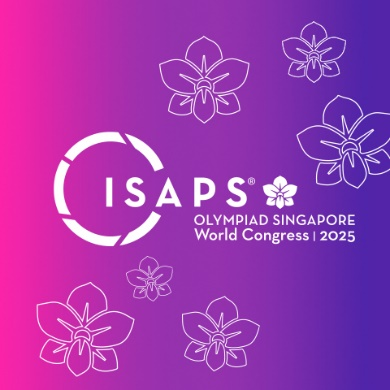 ISAPS®
OLYMPIAD SINGAPORE
World Congress | 2025